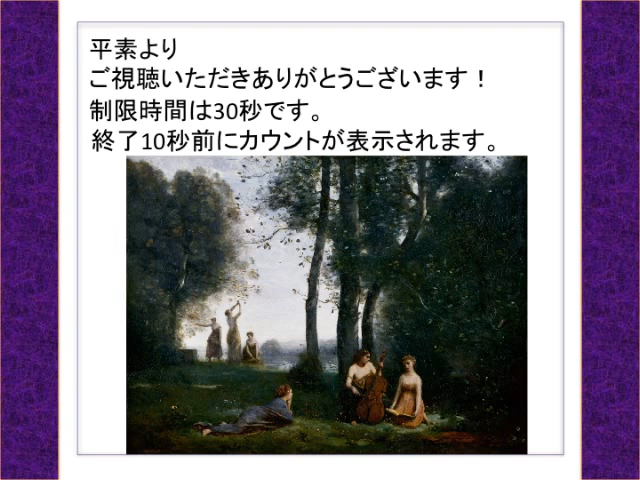 平素より
ご視聴いただきありがとうございます！
制限時間は30秒です。
終了10秒前にカウントが表示されます。